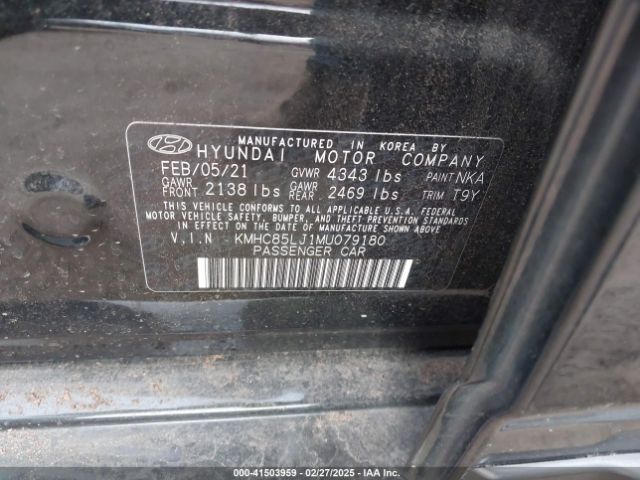 MANUFACTURED IN KOREA BY
HYUNDAI MOTOR COMPANY
FEB/05/21 GVWR 4343 lbs PAINT NKA
GAWR FRONT 2138 lbs GAWR REAR 2469 lbs TRIM T9Y
THIS VEHICLE CONFORMS TO ALL APPLICABLE U.S.A. FEDERAL
MOTOR VEHICLE SAFETY, BUMPER, AND THEFT PREVENTION STANDARDS
IN EFFECT ON THE DATE OF MANUFACTURE SHOWN ABOVE.
V.I.N KMHC85LJ1MU079180
PASSENGER CAR
000-41503959 - 02/27/2025 - IAA Inc.